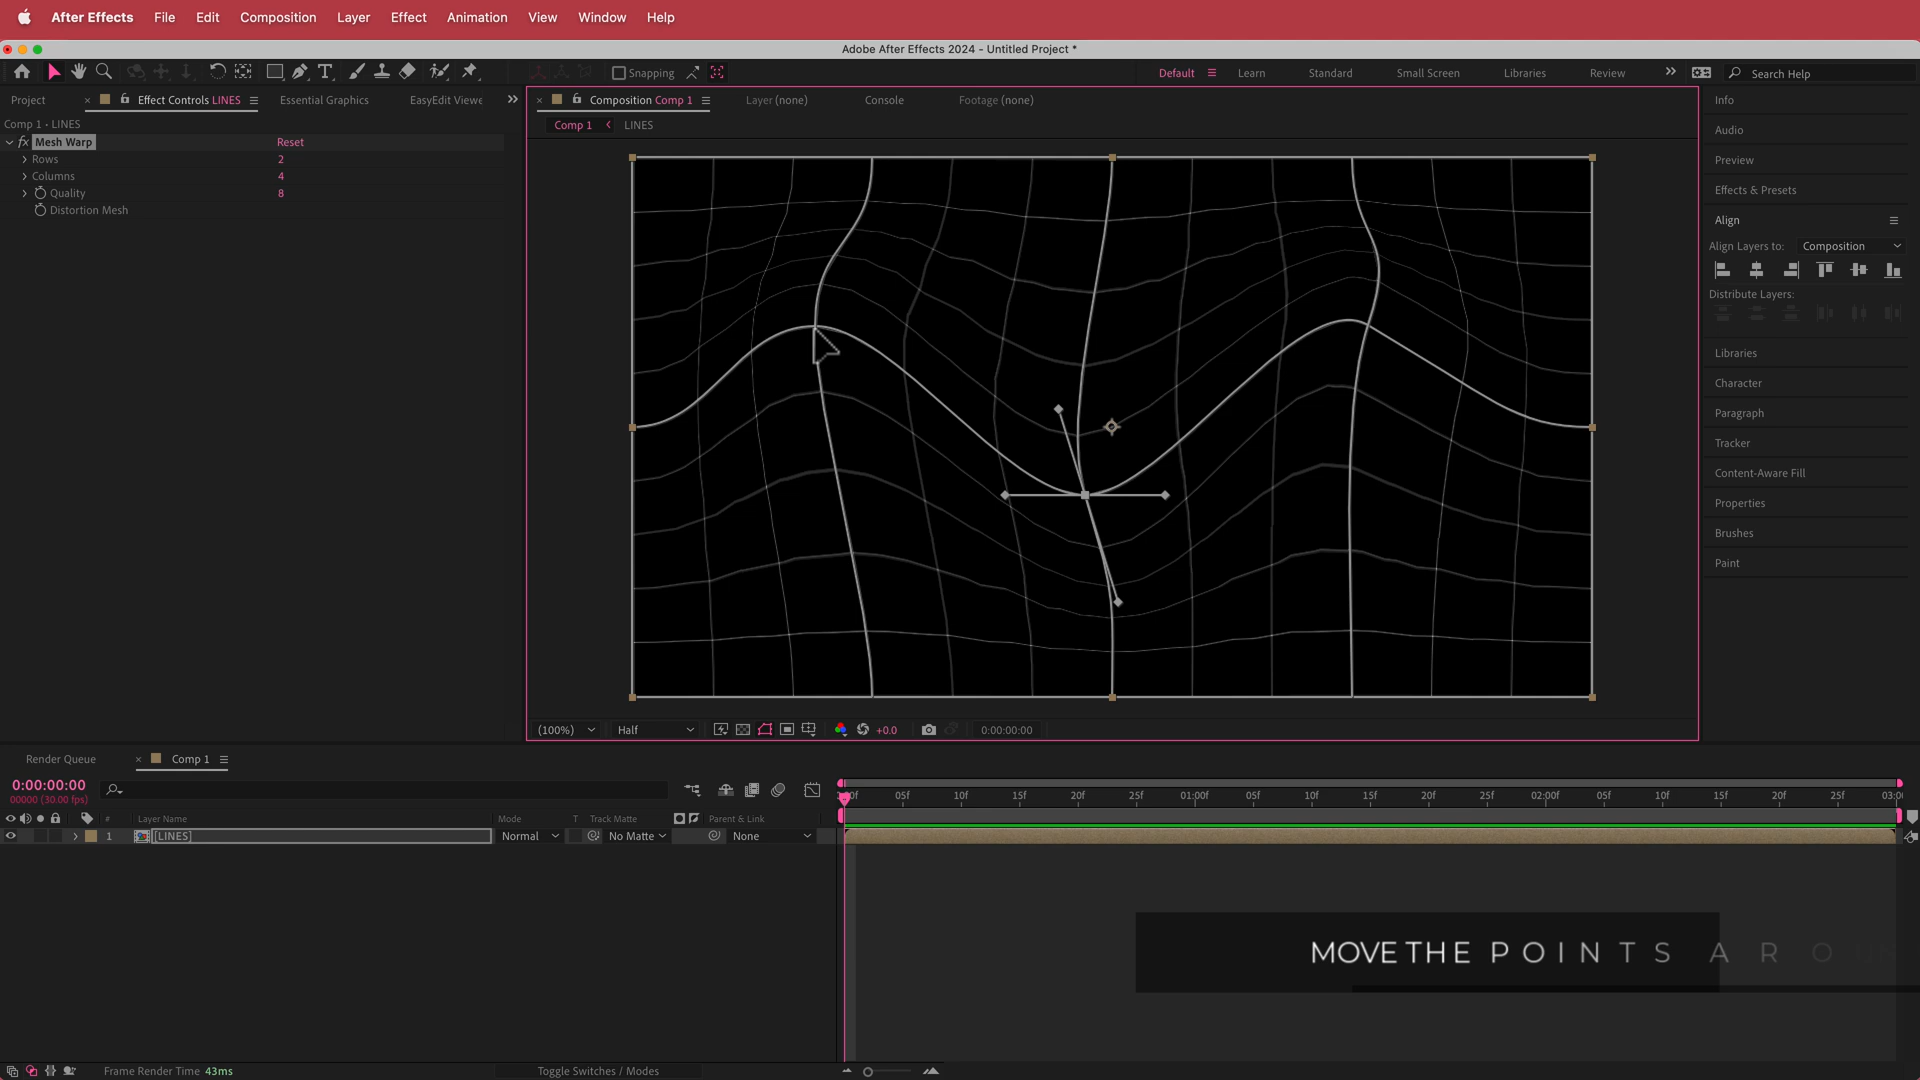 After Effects File Edit Composition Layer Effect Animation View Window Help
Adobe After Effects 2024 - Untitled Project *
Snapping Default Learn Standard Small Screen Libraries Review Search Help
Project Effect Controls LINES Essential Graphics EasyEdit Viewe
Composition Comp 1 Layer (none) Console Footage (none)
Comp 1 LINES
Comp 1 • LINES
fx Mesh Warp Reset
Rows 2
Columns 4
Quality 8
Distortion Mesh
Info
Audio
Preview
Effects & Presets
Align
Align Layers to: Composition
Distribute Layers:
Libraries
Character
Paragraph
Tracker
Content-Aware Fill
Properties
Brushes
Paint
(100%) Half +0.0 0:00:00:00
Render Queue Comp 1
0:00:00:00
00000 (30.00 fps)
05f 10f 15f 20f 25f 01:00f 05f 10f 15f 20f 25f 02:00f 05f 10f 15f 20f 25f 03:0
# Layer Name Mode T Track Matte Parent & Link
1 [LINES] Normal No Matte None
MOVE THE POINTS ARO
Frame Render Time 43ms Toggle Switches / Modes